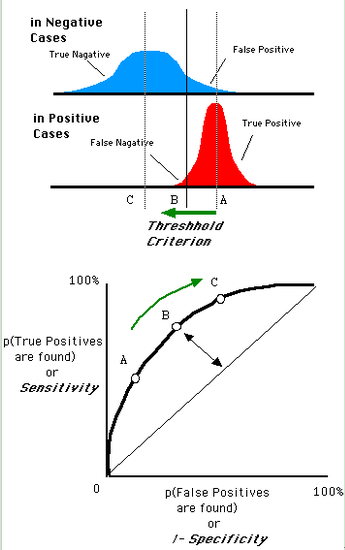 in Negative
Cases
True Nagative
False Positive
in Positive
Cases
False Nagative
True Positive
C B A
Threshhold
Criterion
100%
C
B
A
p(True Positives
are found)
or
Sensitivity
0
p(False Positives
are found)
or
1- Specificity
100%